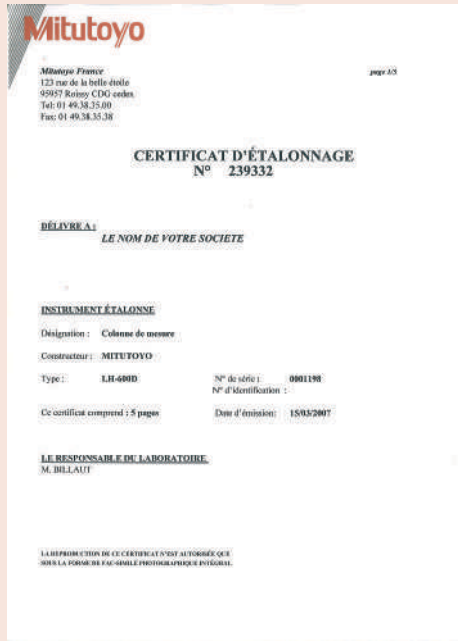 Mitutoyo
Mitutoyo France
123 rue de la belle étoile
95957 Roissy CDG cedex
Tel: 01 49.38.35.00
Fax: 01 49.38.35.38
page 1/5
CERTIFICAT D'ÉTALONNAGE
N° 239332
DÉLIVRE A :
LE NOM DE VOTRE SOCIETE
INSTRUMENT ÉTALONNE
Désignation : Colonne de mesure
Constructeur : MITUTOYO
Type : LH-600D N° de série : 0001198
N° d'identification :
Ce certificat comprend : 5 pages Date d'émission: 15/03/2007
LE RESPONSABLE DU LABORATOIRE
M. BILLAUT
LA REPRODUCTION DE CE CERTIFICAT N'EST AUTORISÉE QUE
SOUS LA FORME DE FAC-SIMILÉ PHOTOGRAPHIQUE INTÉGRAL.